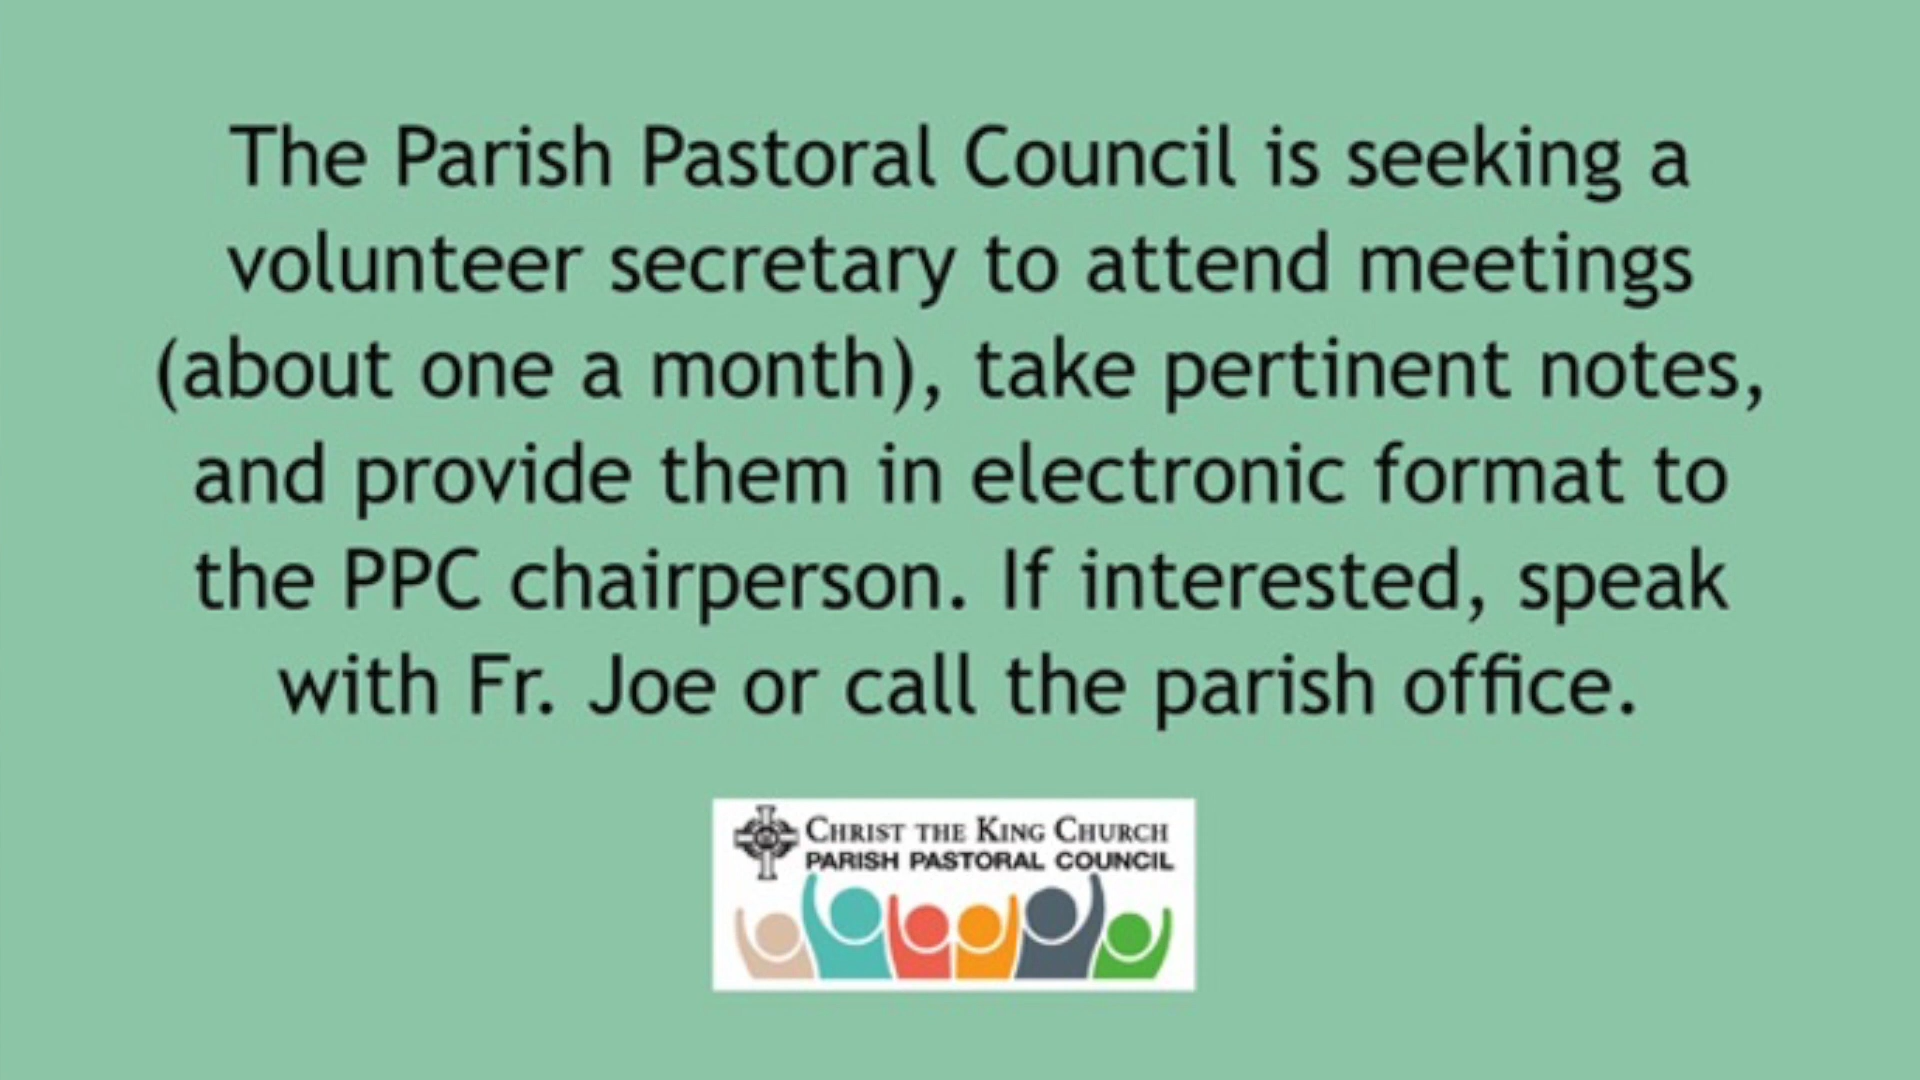 The Parish Pastoral Council is seeking a
volunteer secretary to attend meetings
(about one a month), take pertinent notes,
and provide them in electronic format to
the PPC chairperson. If interested, speak
with Fr. Joe or call the parish office.
CHRIST THE KING CHURCH
PARISH PASTORAL COUNCIL